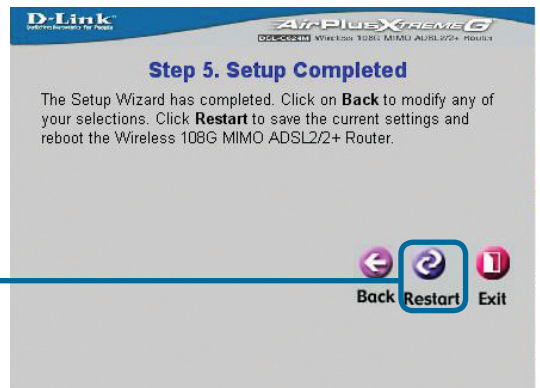 D-Link
Building Networks for People
AirPlus XTREME G
DSL-G624M Wireless 108G MIMO ADSL2/2+ Router
Step 5. Setup Completed
The Setup Wizard has completed. Click on Back to modify any of
your selections. Click Restart to save the current settings and
reboot the Wireless 108G MIMO ADSL2/2+ Router.
Back Restart Exit